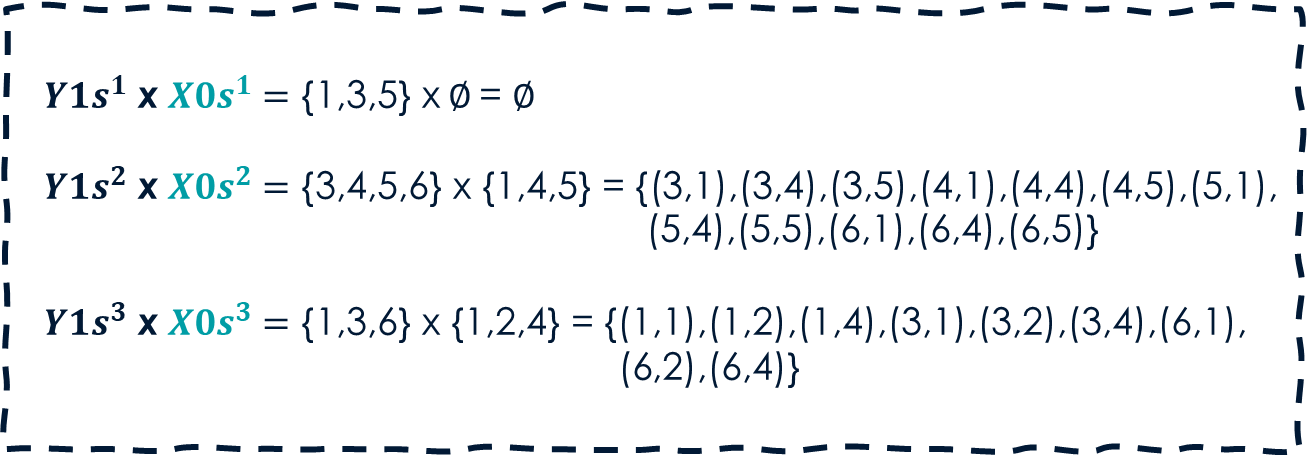 Y1s¹ x X0s¹ = {1,3,5} x ∅ = ∅
Y1s² x X0s² = {3,4,5,6} x {1,4,5} = {(3,1),(3,4),(3,5),(4,1),(4,4),(4,5),(5,1),
(5,4),(5,5),(6,1),(6,4),(6,5)}
Y1s³ x X0s³ = {1,3,6} x {1,2,4} = {(1,1),(1,2),(1,4),(3,1),(3,2),(3,4),(6,1),
(6,2),(6,4)}